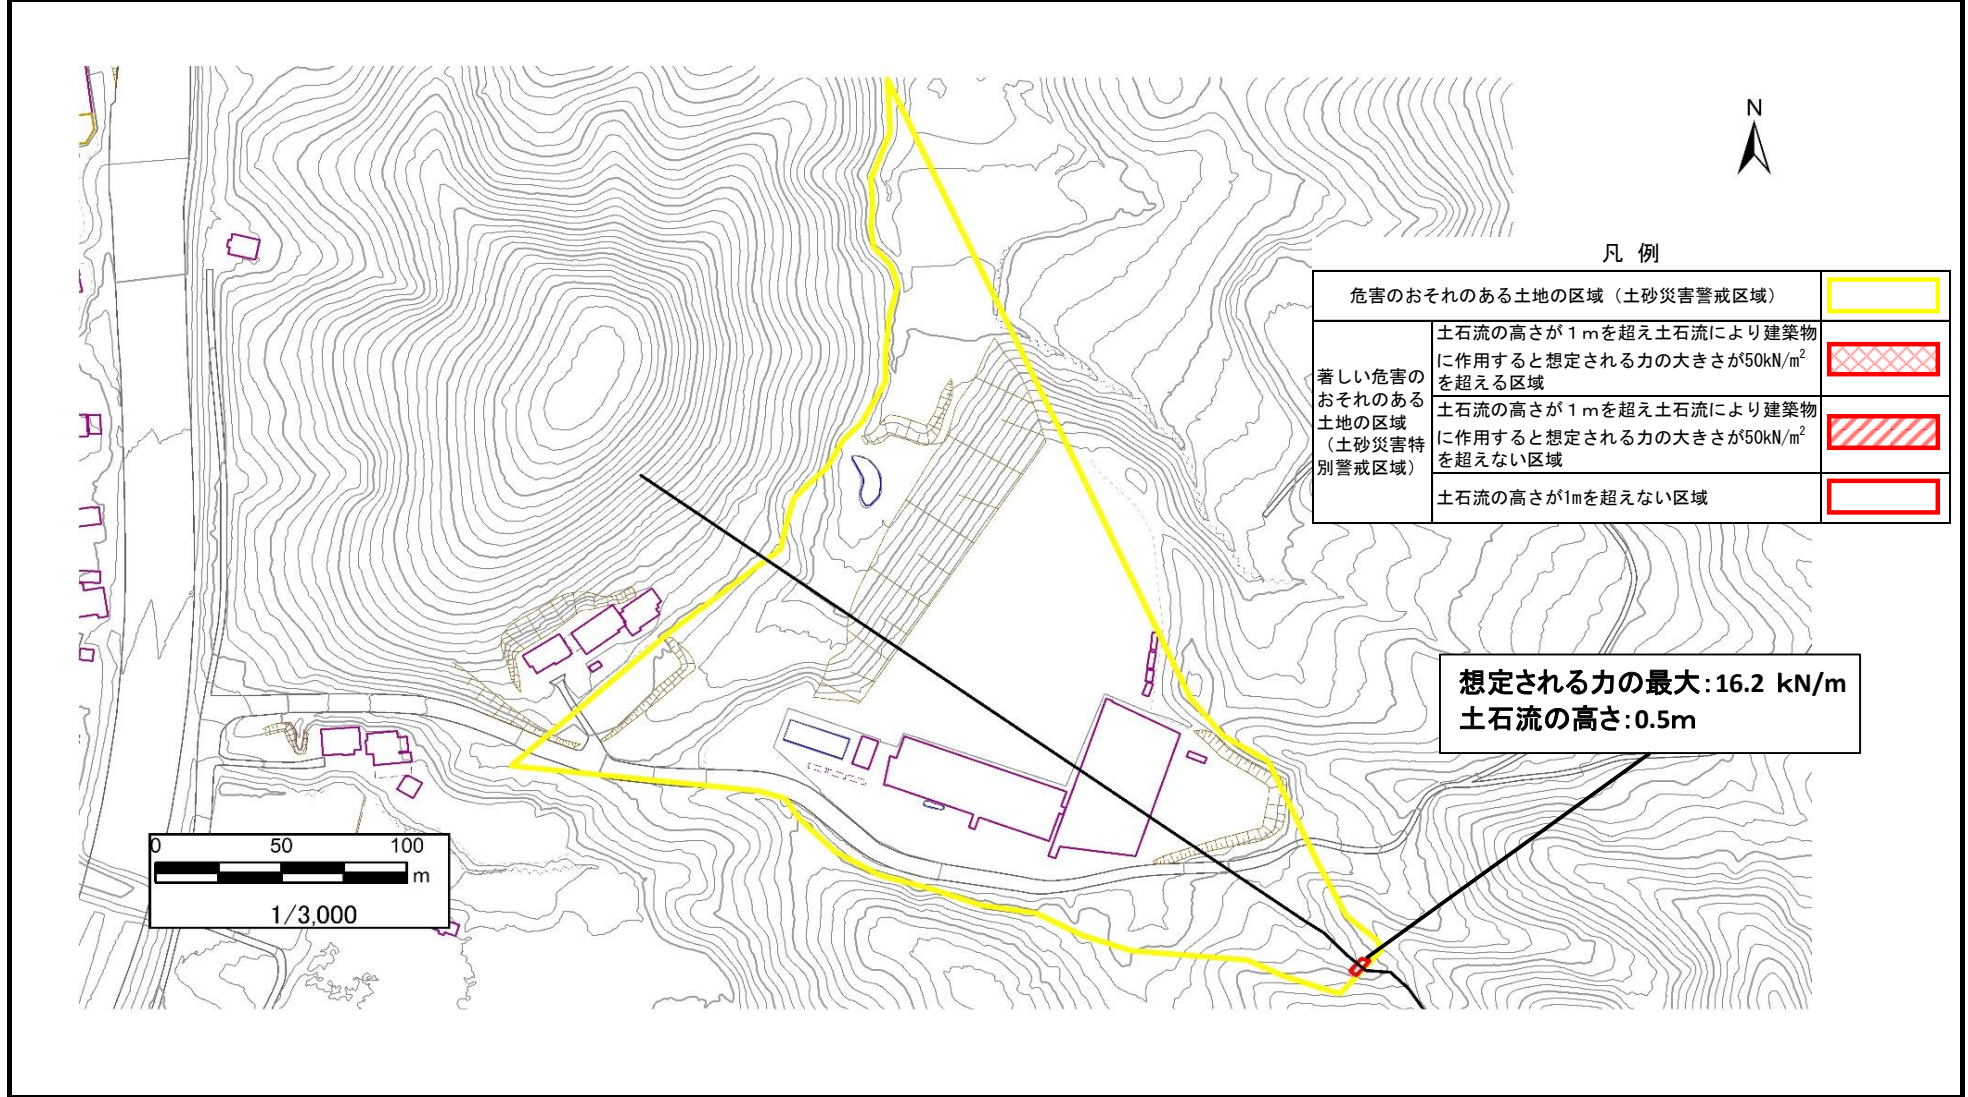 N
凡 例
危害のおそれのある土地の区域（土砂災害警戒区域）
著しい危害の
おそれのある
土地の区域
（土砂災害特
別警戒区域）
土石流の高さが１ｍを超え土石流により建築物
に作用すると想定される力の大きさが50kN/m²
を超える区域
土石流の高さが１ｍを超え土石流により建築物
に作用すると想定される力の大きさが50kN/m²
を超えない区域
土石流の高さが1mを超えない区域
想定される力の最大:16.2 kN/m
土石流の高さ:0.5m
0 50 100
m
1/3,000